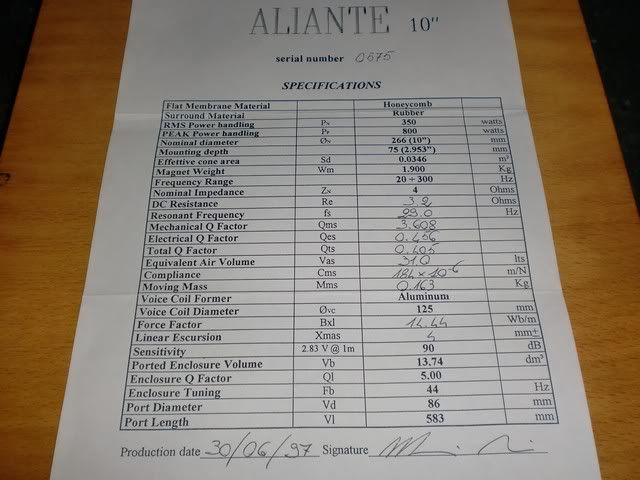 ALIANTE 10"
serial number 0675
SPECIFICATIONS
Flat Membrane Material Honeycomb
Surround Material Rubber
RMS Power handling PN 350 watts
PEAK Power handling PP 800 watts
Nominal diameter ØN 266 (10") mm
Mounting depth 75 (2.953") mm
Effective cone area Sd 0.0346 m²
Magnet Weight Wm 1.900 Kg
Frequency Range 20 ÷ 300 Hz
Nominal Impedance ZN 4 Ohms
DC Resistance Re 3.2 Ohms
Resonant Frequency fs 29.0 Hz
Mechanical Q Factor Qms 3.608
Electrical Q Factor Qes 0.456
Total Q Factor Qts 0.405
Equivalent Air Volume Vas 31.0 lts
Compliance Cms 184 x 10-6 m/N
Moving Mass Mms 0.163 Kg
Voice Coil Former Aluminum
Voice Coil Diameter Øvc 125 mm
Force Factor Bxl 14.44 Wb/m
Linear Escursion Xmas 4 mm±
Sensitivity 2.83 V @ 1m 90 dB
Ported Enclosure Volume Vb 13.74 dm³
Enclosure Q Factor Ql 5.00
Enclosure Tuning Fb 44 Hz
Port Diameter Vd 86 mm
Port Length Vl 583 mm
Production date 30/06/97 Signature